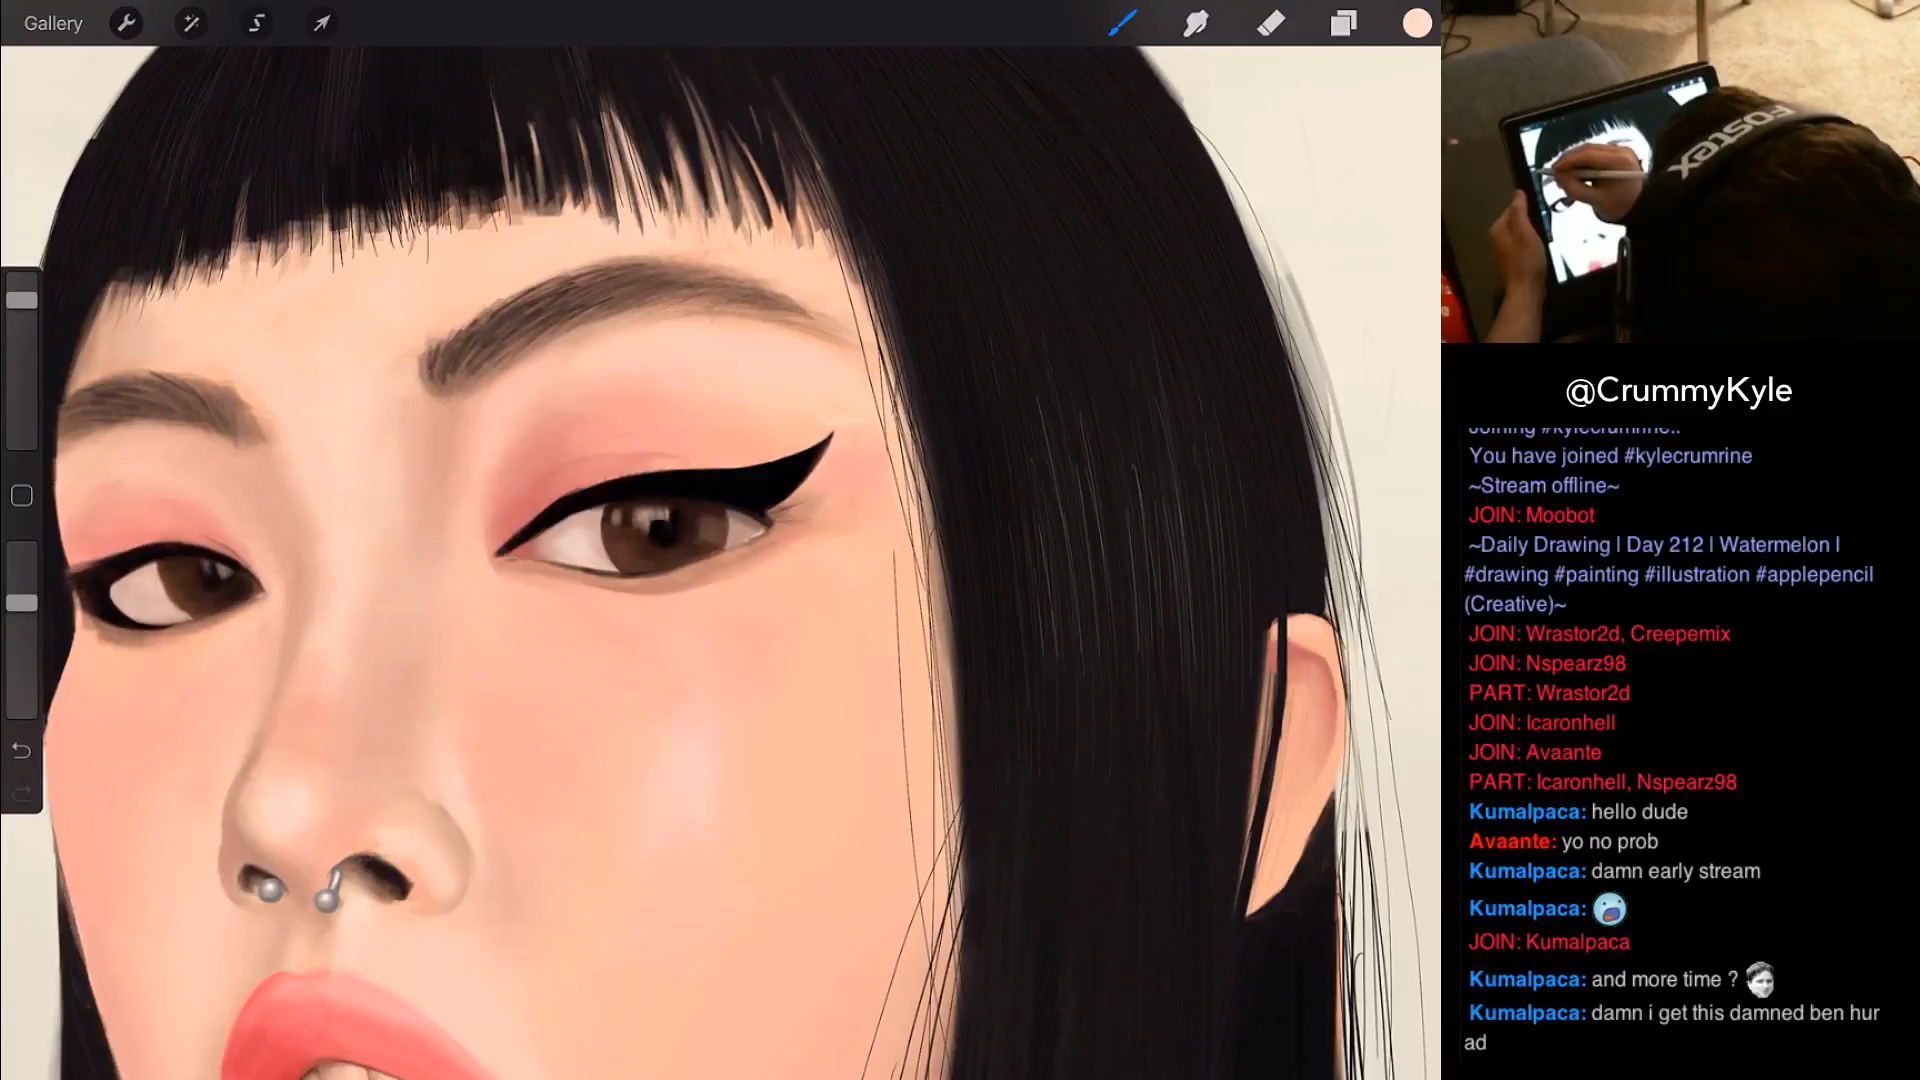 Gallery
Fostex
@CrummyKyle
Joining #kylecrumrine..
You have joined #kylecrumrine
~Stream offline~
JOIN: Moobot
~Daily Drawing | Day 212 | Watermelon |
#drawing #painting #illustration #applepencil
(Creative)~
JOIN: Wrastor2d, Creepemix
JOIN: Nspearz98
PART: Wrastor2d
JOIN: Icaronhell
JOIN: Avaante
PART: Icaronhell, Nspearz98
Kumalpaca: hello dude
Avaante: yo no prob
Kumalpaca: damn early stream
Kumalpaca:
JOIN: Kumalpaca
Kumalpaca: and more time ?
Kumalpaca: damn i get this damned ben hur
ad